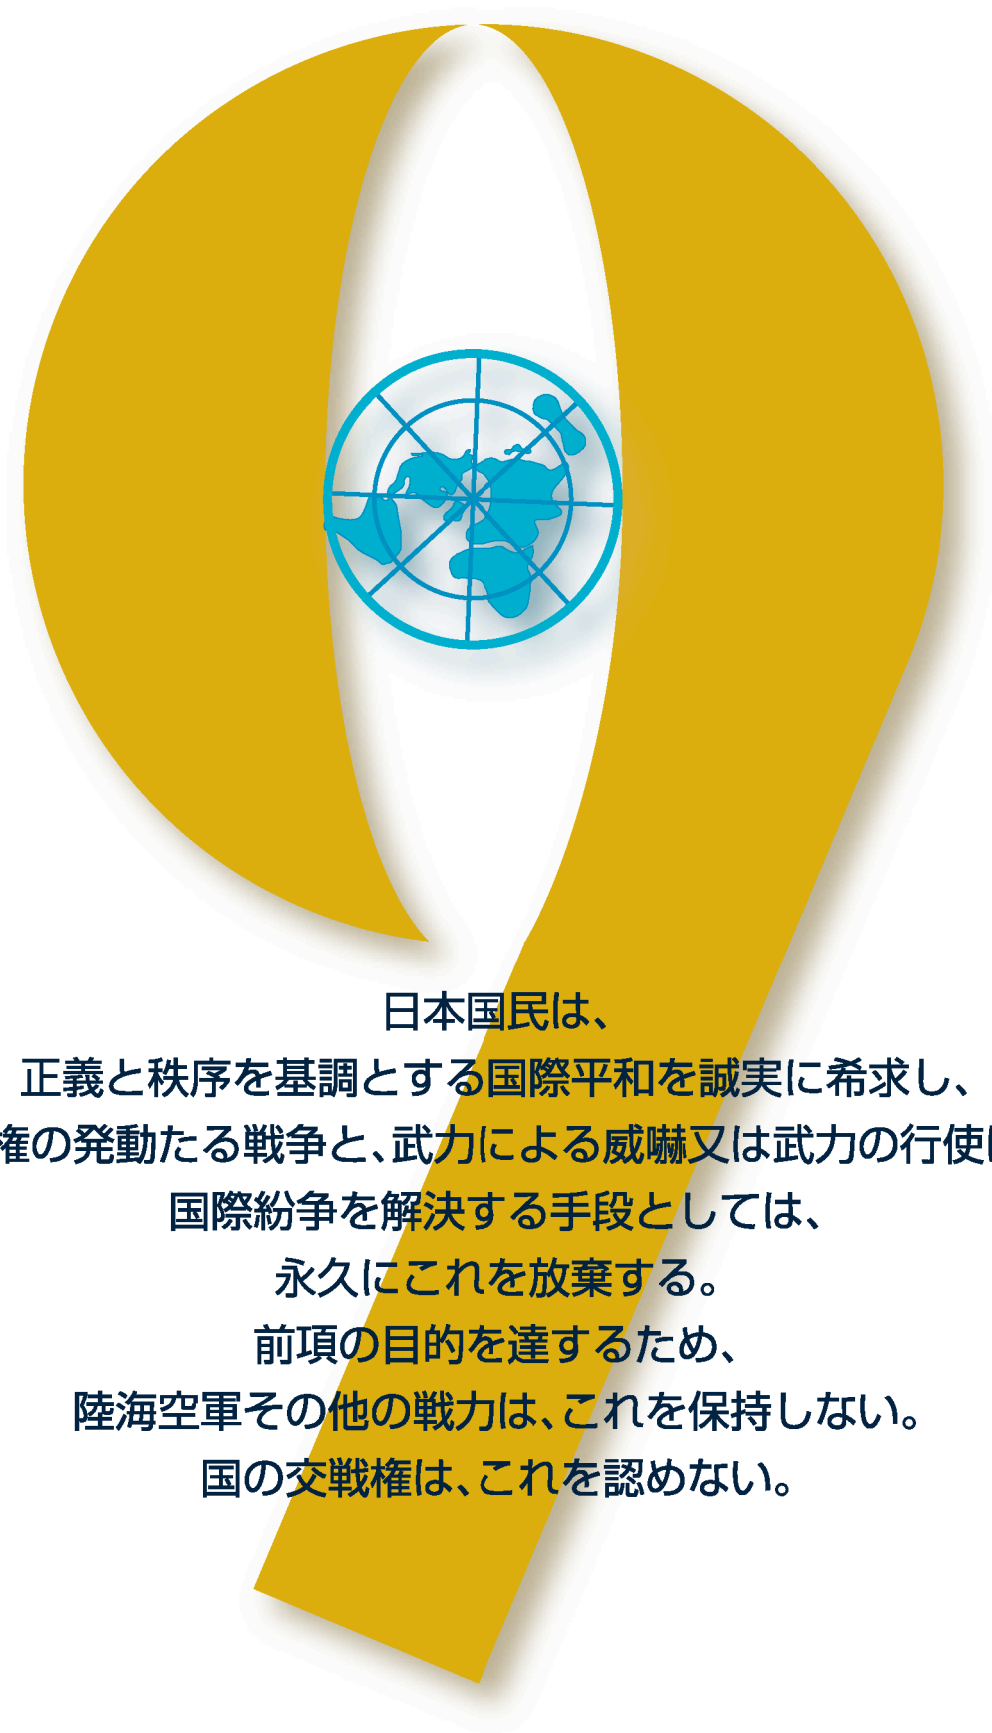 日本国民は、
正義と秩序を基調とする国際平和を誠実に希求し、
権の発動たる戦争と、武力による威嚇又は武力の行使は
国際紛争を解決する手段としては、
永久にこれを放棄する。
前項の目的を達するため、
陸海空軍その他の戦力は、これを保持しない。
国の交戦権は、これを認めない。